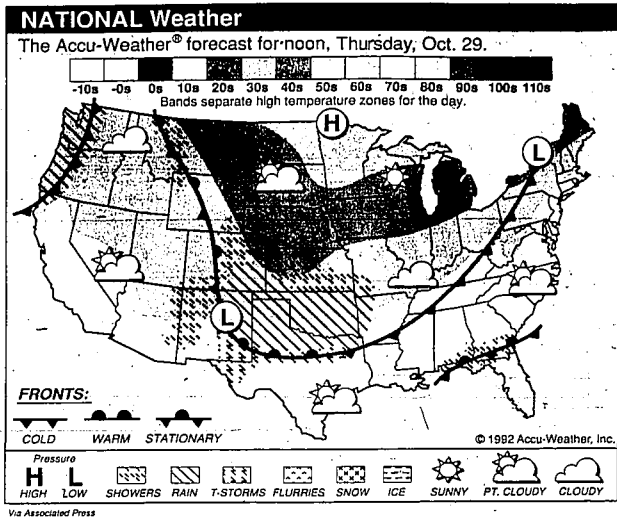 NATIONAL Weather
The Accu-Weather® forecast for noon, Thursday, Oct. 29.
-10s -0s 0s 10s 20s 30s 40s 50s 60s 70s 80s 90s 100s 110s
Bands separate high temperature zones for the day.
H
L
L
FRONTS:
COLD WARM STATIONARY
© 1992 Accu-Weather, Inc.
Pressure
H L
HIGH LOW SHOWERS RAIN T-STORMS FLURRIES SNOW ICE SUNNY PT. CLOUDY CLOUDY
Via Associated Press